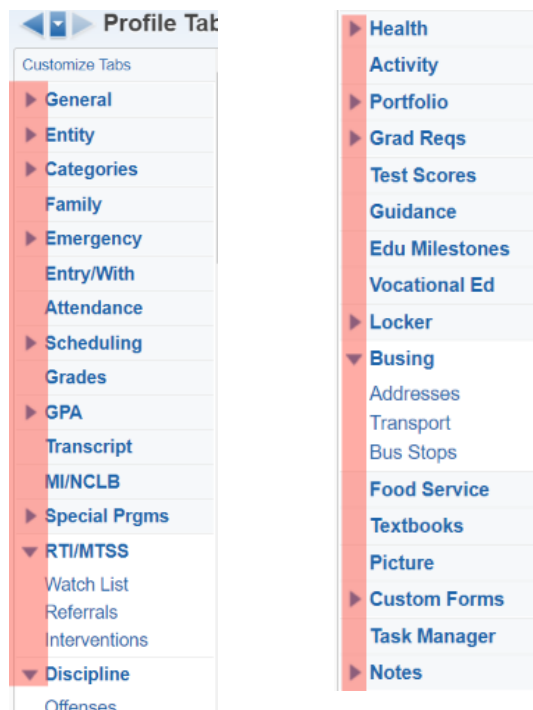 Profile Tab
Customize Tabs
General
Entity
Categories
Family
Emergency
Entry/With
Attendance
Scheduling
Grades
GPA
Transcript
MI/NCLB
Special Prgms
RTI/MTSS
Watch List
Referrals
Interventions
Discipline
Offenses
Health
Activity
Portfolio
Grad Reqs
Test Scores
Guidance
Edu Milestones
Vocational Ed
Locker
Busing
Addresses
Transport
Bus Stops
Food Service
Textbooks
Picture
Custom Forms
Task Manager
Notes